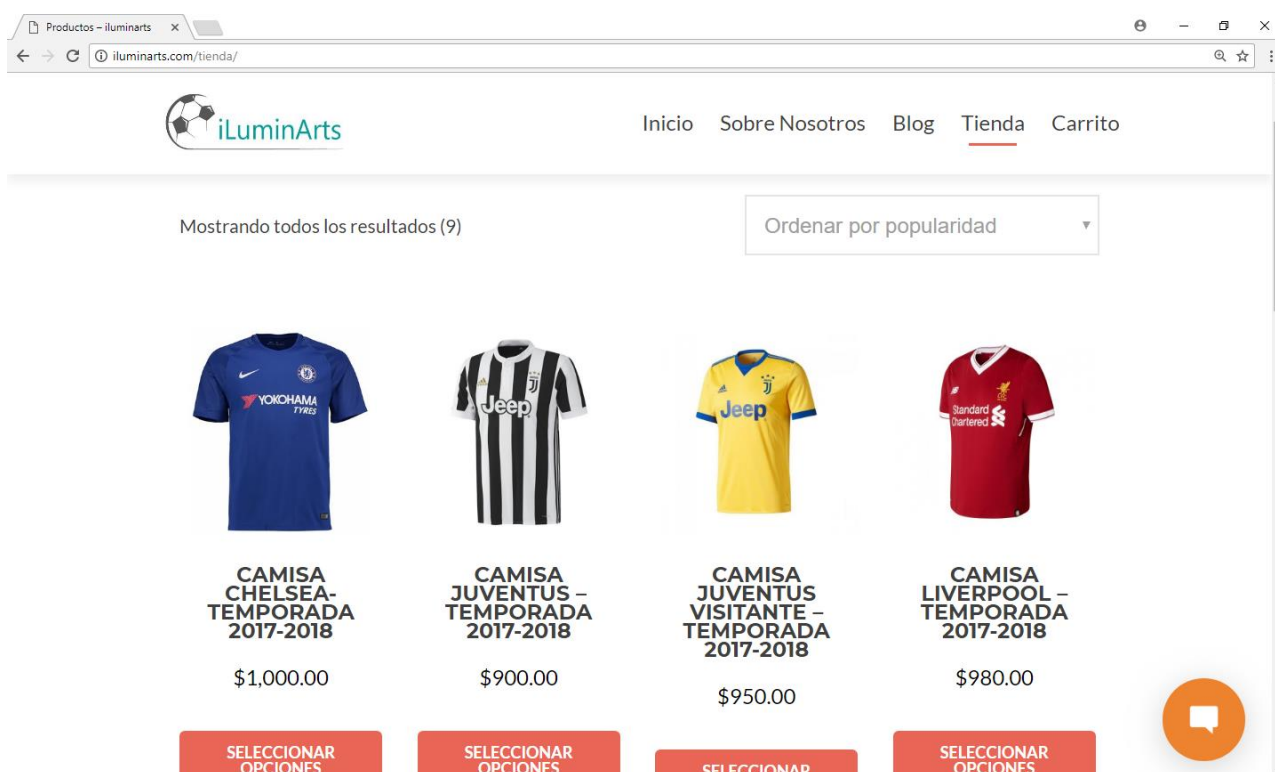 Productos – iluminarts
iluminarts.com/tienda/
iLuminArts
Inicio Sobre Nosotros Blog Tienda Carrito
Mostrando todos los resultados (9)
Ordenar por popularidad
YOKOHAMA
TYRES
Jeep
Jeep
Standard
Chartered
CAMISA
CHELSEA-
TEMPORADA
2017-2018
$1,000.00
SELECCIONAR
OPCIONES
CAMISA
JUVENTUS –
TEMPORADA
2017-2018
$900.00
SELECCIONAR
OPCIONES
CAMISA
JUVENTUS
VISITANTE –
TEMPORADA
2017-2018
$950.00
SELECCIONAR
CAMISA
LIVERPOOL –
TEMPORADA
2017-2018
$980.00
SELECCIONAR
OPCIONES